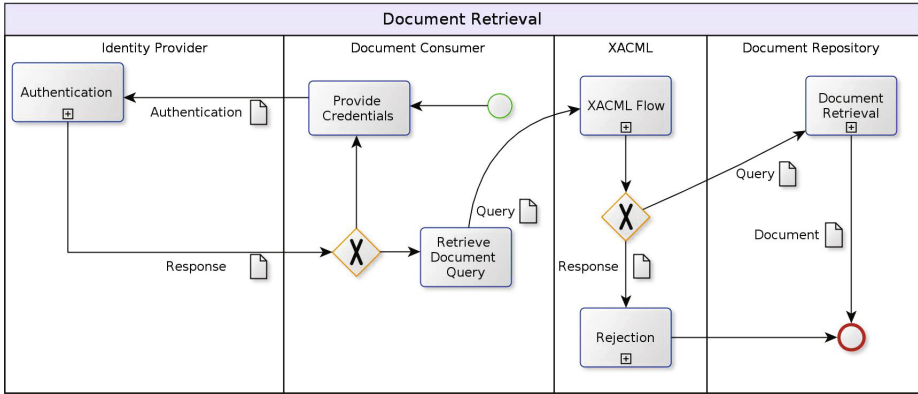 Document Retrieval
Identity Provider
Document Consumer
XACML
Document Repository
Authentication
Authentication
Provide
Credentials
XACML Flow
Document
Retrieval
Query
Query
Retrieve
Document
Query
Document
Response
Response
Rejection